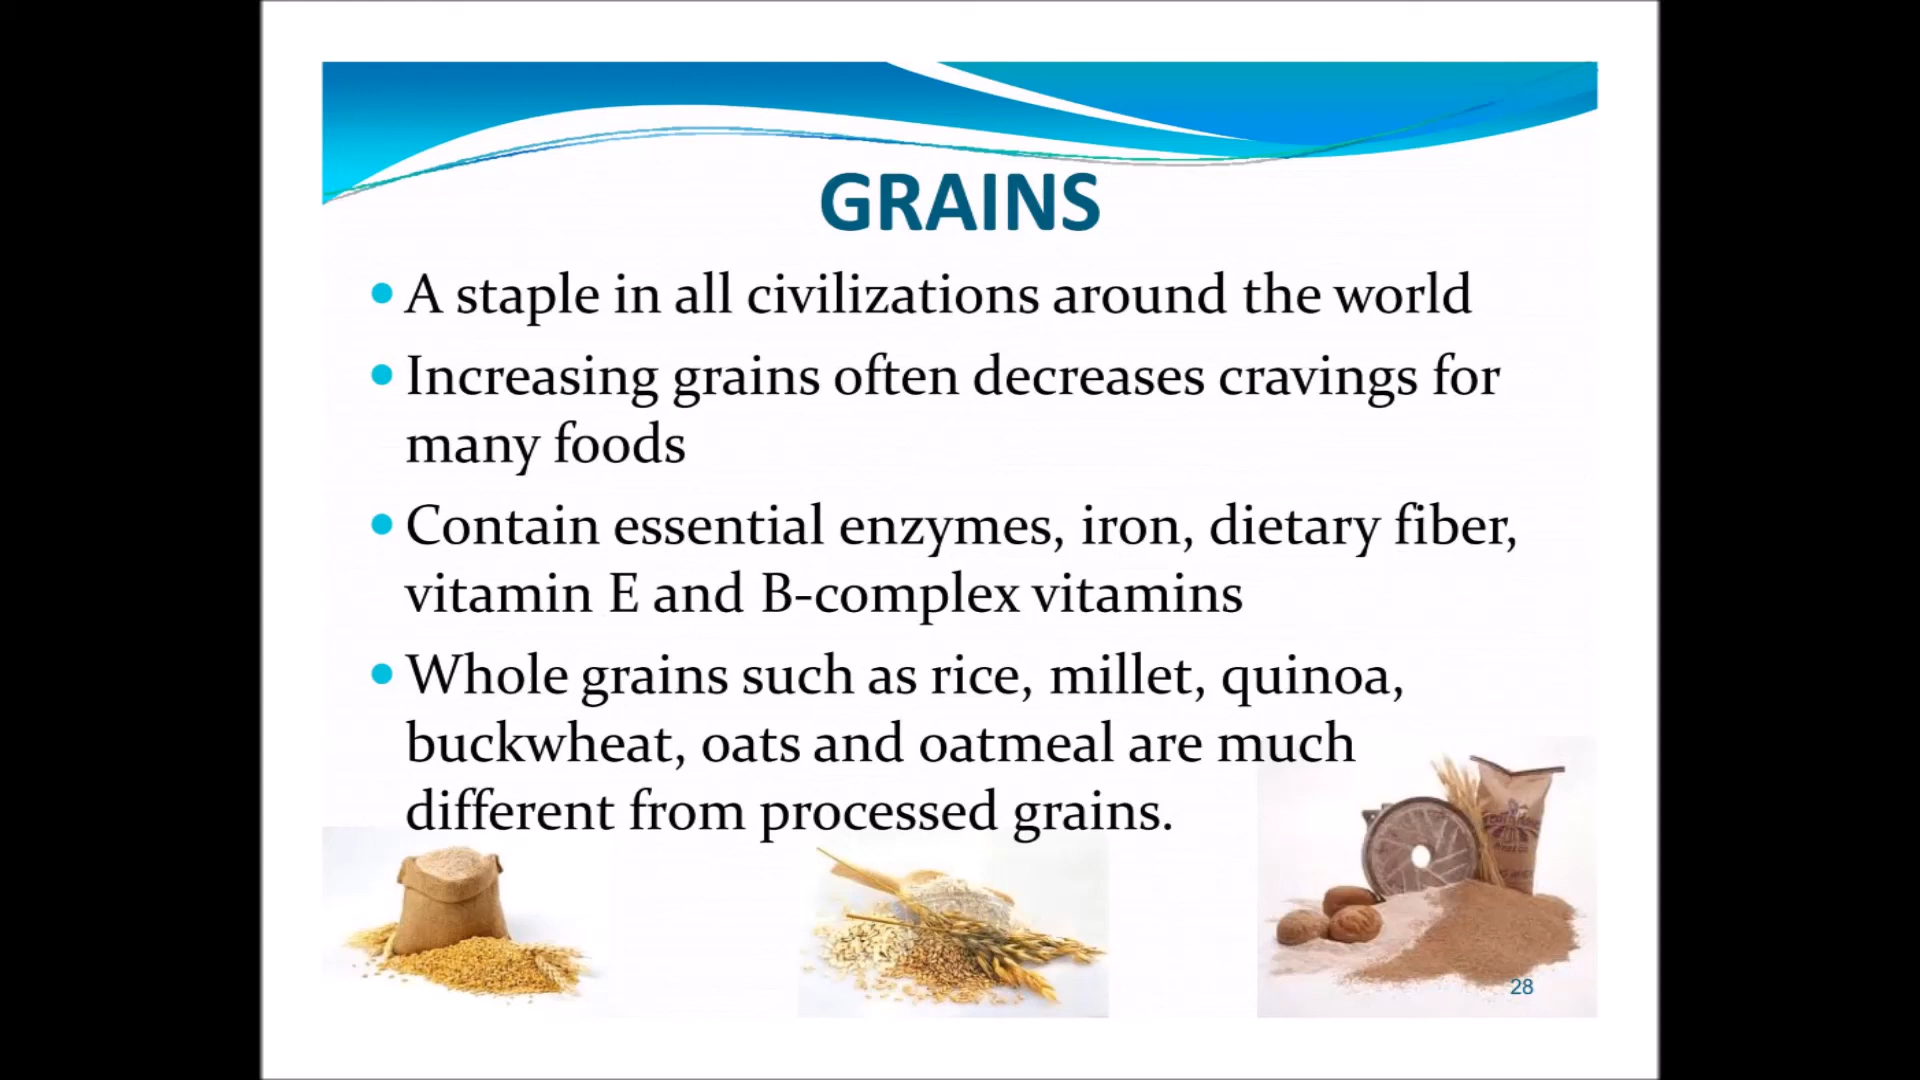 GRAINS
• A staple in all civilizations around the world
• Increasing grains often decreases cravings for
many foods
• Contain essential enzymes, iron, dietary fiber,
vitamin E and B-complex vitamins
• Whole grains such as rice, millet, quinoa,
buckwheat, oats and oatmeal are much
different from processed grains.
28